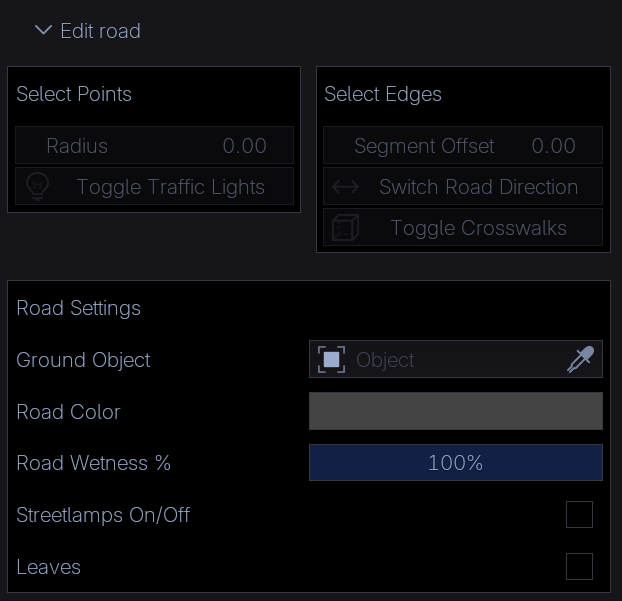 Edit road
Select Points
Radius 0.00
Toggle Traffic Lights
Select Edges
Segment Offset 0.00
Switch Road Direction
Toggle Crosswalks
Road Settings
Ground Object Object
Road Color
Road Wetness % 100%
Streetlamps On/Off
Leaves